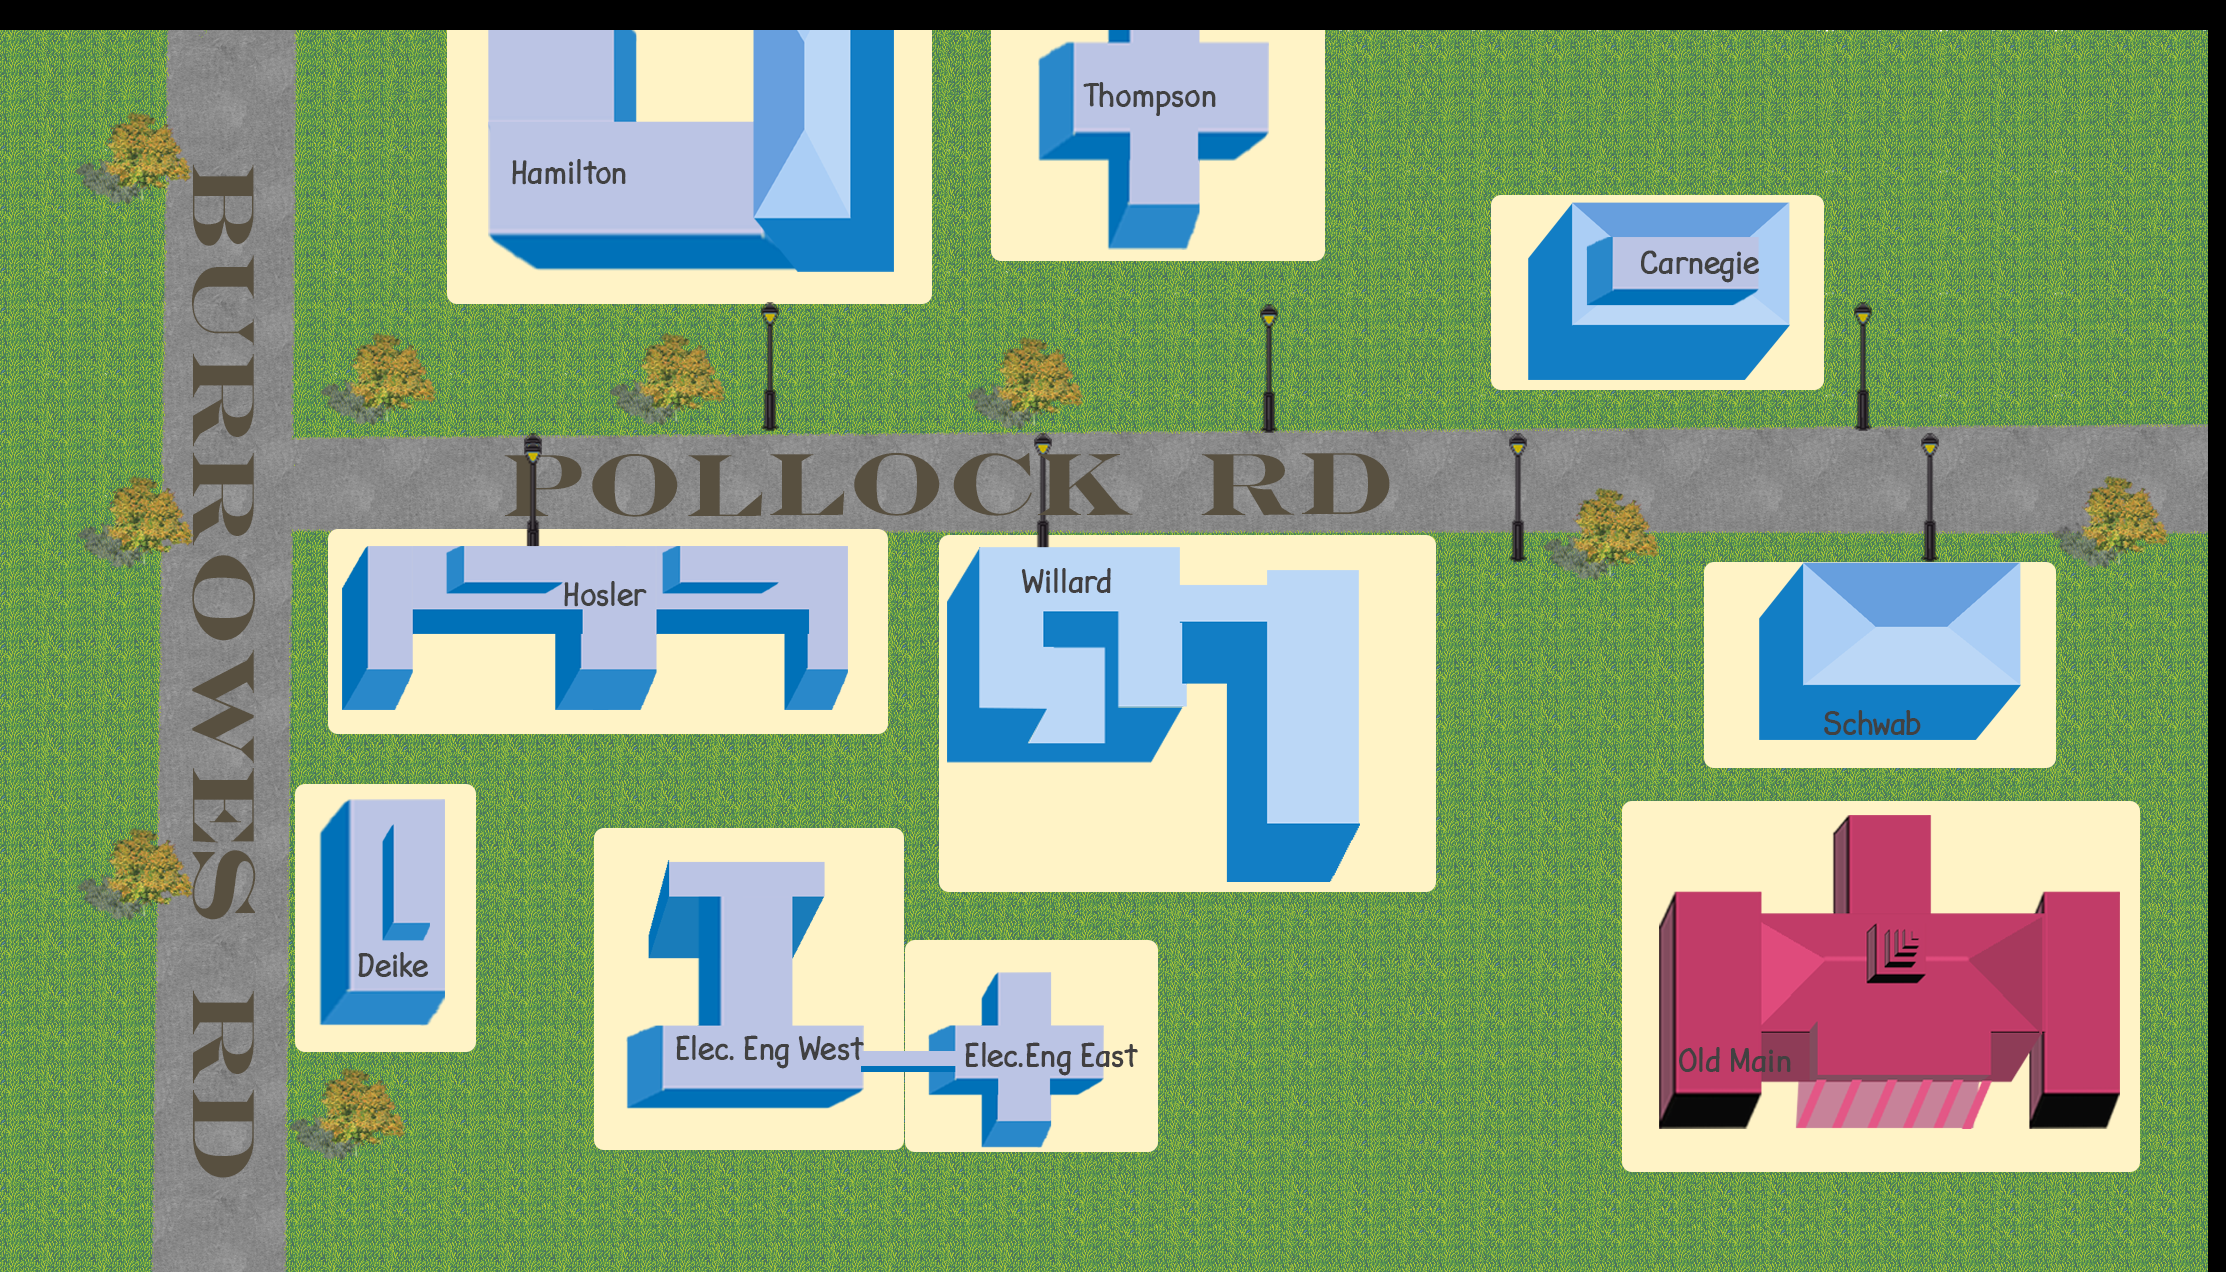 Thompson
Hamilton
Carnegie
BURROWES RD
POLLOCK RD
Willard
Hosler
Schwab
Deike
Elec. Eng West
Elec.Eng East
Old Main